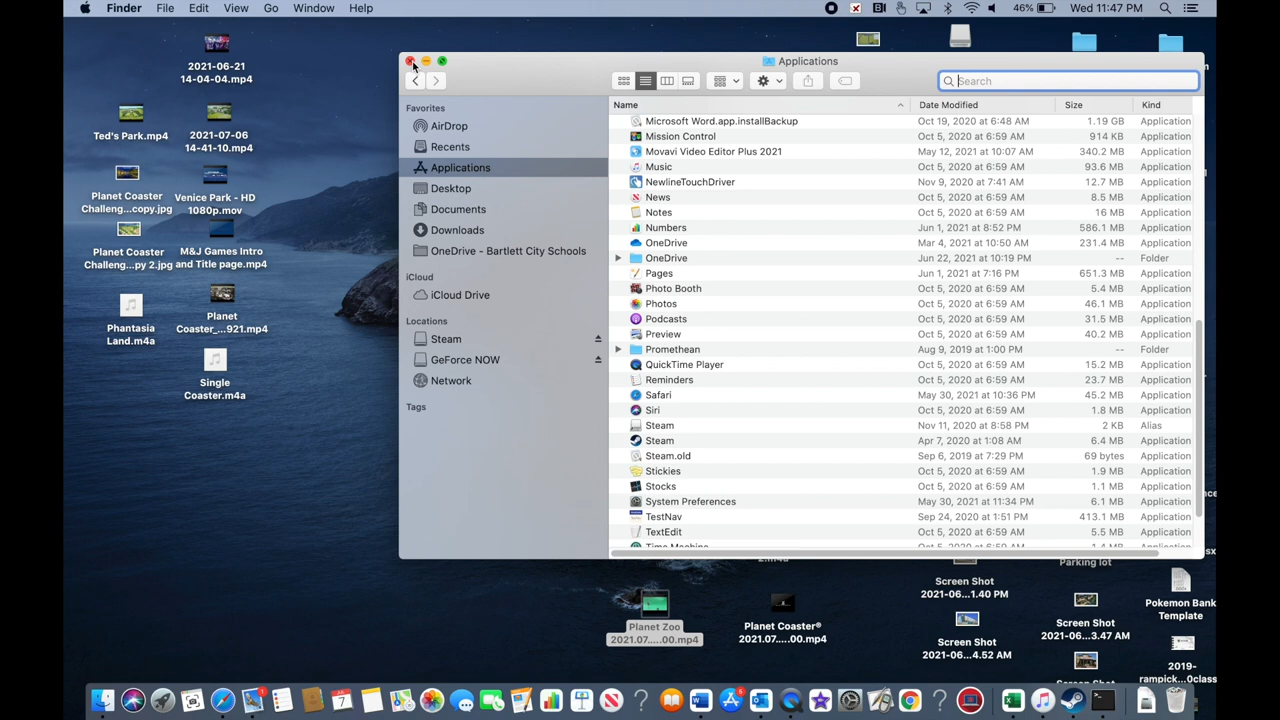 Finder File Edit View Go Window Help
46% Wed 11:47 PM
2021-06-21
14-04-04.mp4
Ted's Park.mp4
2021-07-06
14-41-10.mp4
Planet Coaster
Challeng...copy.jpg
Venice Park - HD
1080p.mov
Planet Coaster
Challeng...py 2.jpg
M&J Games Intro
and Title page.mp4
Phantasia
Land.m4a
Planet
Coaster_...921.mp4
Single
Coaster.m4a
Applications
Search
Favorites
AirDrop
Recents
Applications
Desktop
Documents
Downloads
OneDrive - Bartlett City Schools
iCloud
iCloud Drive
Locations
Steam
GeForce NOW
Network
Tags
Name Date Modified Size Kind
Microsoft Word.app.installBackup Oct 19, 2020 at 6:48 AM 1.19 GB Application
Mission Control Oct 5, 2020 at 6:59 AM 914 KB Application
Movavi Video Editor Plus 2021 May 12, 2021 at 10:07 AM 340.2 MB Application
Music Oct 5, 2020 at 6:59 AM 93.6 MB Application
NewlineTouchDriver Nov 9, 2020 at 7:41 AM 12.7 MB Application
News Oct 5, 2020 at 6:59 AM 8.5 MB Application
Notes Oct 5, 2020 at 6:59 AM 16 MB Application
Numbers Jun 1, 2021 at 8:52 PM 586.1 MB Application
OneDrive Mar 4, 2021 at 10:50 AM 231.4 MB Application
OneDrive Jun 22, 2021 at 10:19 PM -- Folder
Pages Jun 1, 2021 at 7:16 PM 651.3 MB Application
Photo Booth Oct 5, 2020 at 6:59 AM 5.4 MB Application
Photos Oct 5, 2020 at 6:59 AM 46.1 MB Application
Podcasts Oct 5, 2020 at 6:59 AM 31.5 MB Application
Preview Oct 5, 2020 at 6:59 AM 40.2 MB Application
Promethean Aug 9, 2019 at 1:00 PM -- Folder
QuickTime Player Oct 5, 2020 at 6:59 AM 15.2 MB Application
Reminders Oct 5, 2020 at 6:59 AM 23.7 MB Application
Safari May 30, 2021 at 10:36 PM 45.2 MB Application
Siri Oct 5, 2020 at 6:59 AM 1.8 MB Application
Steam Nov 11, 2020 at 8:58 PM 2 KB Alias
Steam Apr 7, 2020 at 1:08 AM 6.4 MB Application
Steam.old Sep 6, 2019 at 7:29 PM 69 bytes Application
Stickies Oct 5, 2020 at 6:59 AM 1.9 MB Application
Stocks Oct 5, 2020 at 6:59 AM 1.1 MB Application
System Preferences May 30, 2021 at 11:34 PM 6.1 MB Application
TestNav Sep 24, 2020 at 1:51 PM 413.1 MB Application
TextEdit Oct 5, 2020 at 6:59 AM 5.5 MB Application
Time Machine Oct 5, 2020 at 6:59 AM 1.4 MB Application
Parking lot
Planet Zoo
2021.07.....00.mp4
Planet Coaster®
2021.07.....00.mp4
Screen Shot
2021-06...1.40 PM
Screen Shot
2021-06...3.47 AM
Pokemon Bank
Template
Screen Shot
2021-06...4.52 AM
Screen Shot
2019-
rampick...0class